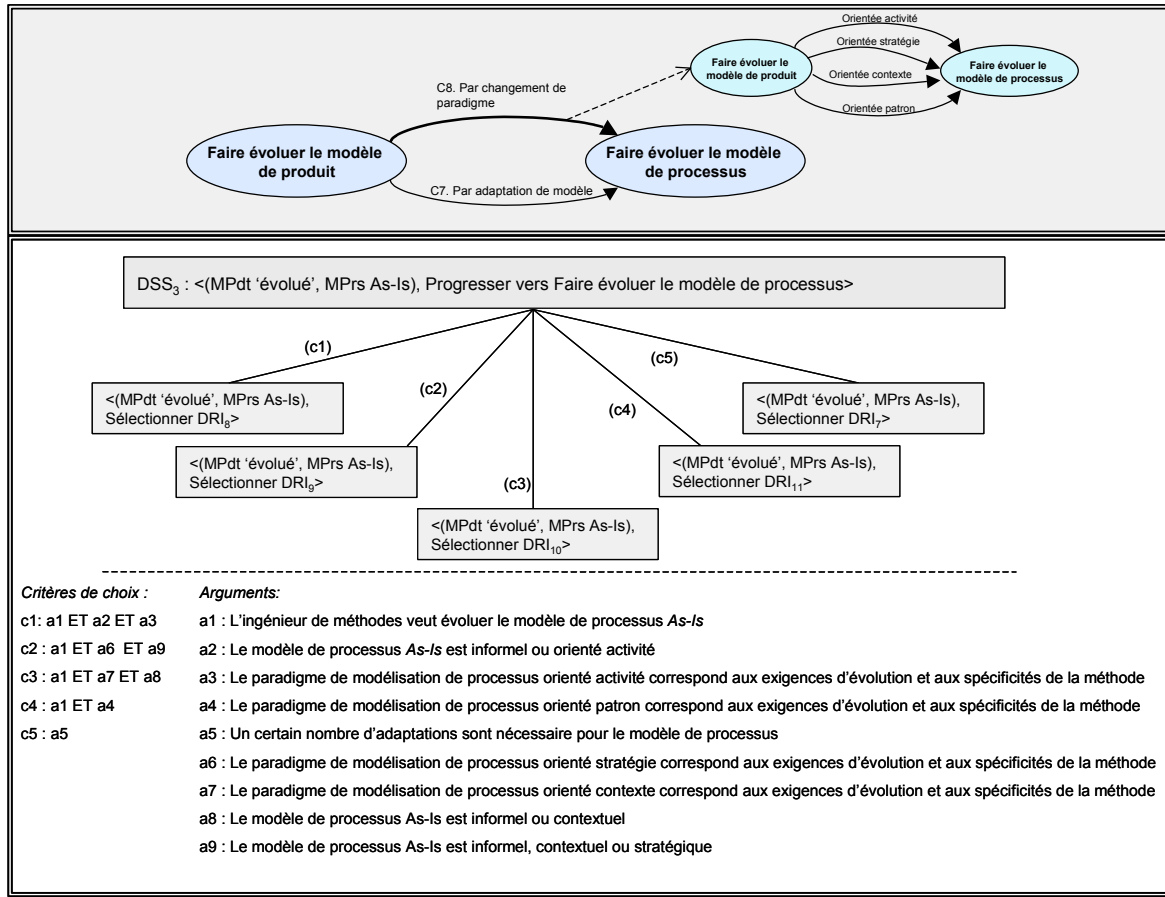 Orientée activité
Orientée stratégie
Faire évoluer le
modèle de produit
Faire évoluer le
modèle de processus
Orientée contexte
Orientée patron
C8. Par changement de
paradigme
Faire évoluer le modèle
de produit
Faire évoluer le modèle
de processus
C7. Par adaptation de modèle
DSS3 : <(MPdt ‘évolué’, MPrs As-Is), Progresser vers Faire évoluer le modèle de processus>
(c1)
(c2)
(c3)
(c4)
(c5)
<(MPdt ‘évolué’, MPrs As-Is),
Sélectionner DRI8>
<(MPdt ‘évolué’, MPrs As-Is),
Sélectionner DRI9>
<(MPdt ‘évolué’, MPrs As-Is),
Sélectionner DRI10>
<(MPdt ‘évolué’, MPrs As-Is),
Sélectionner DRI11>
<(MPdt ‘évolué’, MPrs As-Is),
Sélectionner DRI7>
Critères de choix :
c1: a1 ET a2 ET a3
c2 : a1 ET a6 ET a9
c3 : a1 ET a7 ET a8
c4 : a1 ET a4
c5 : a5
Arguments:
a1 : L’ingénieur de méthodes veut évoluer le modèle de processus As-Is
a2 : Le modèle de processus As-Is est informel ou orienté activité
a3 : Le paradigme de modélisation de processus orienté activité correspond aux exigences d’évolution et aux spécificités de la méthode
a4 : Le paradigme de modélisation de processus orienté patron correspond aux exigences d’évolution et aux spécificités de la méthode
a5 : Un certain nombre d’adaptations sont nécessaire pour le modèle de processus
a6 : Le paradigme de modélisation de processus orienté stratégie correspond aux exigences d’évolution et aux spécificités de la méthode
a7 : Le paradigme de modélisation de processus orienté contexte correspond aux exigences d’évolution et aux spécificités de la méthode
a8 : Le modèle de processus As-Is est informel ou contextuel
a9 : Le modèle de processus As-Is est informel, contextuel ou stratégique